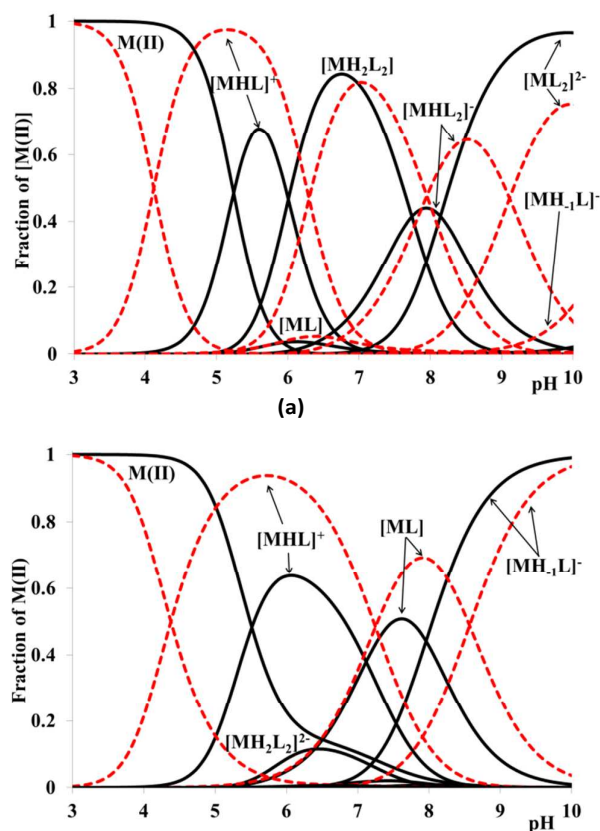 1
M(II)
[MHL]⁺
[MH₂L₂]
[MHL₂]⁻
[ML₂]²⁻
[MH₋₁L]⁻
[ML]
0.8
0.6
0.4
0.2
0
Fraction of [M(II)]
3 4 5 6 7 8 9 10
pH
(a)
1
M(II)
[MHL]⁺
[ML]
[MH₋₁L]⁻
[MH₂L₂]²⁻
0.8
0.6
0.4
0.2
0
Fraction of M(II)
3 4 5 6 7 8 9 10
pH